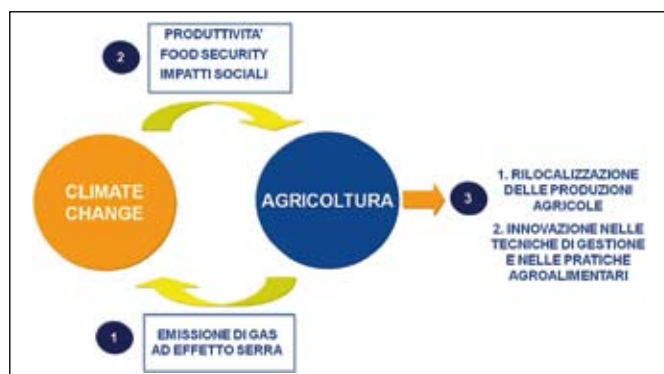 2
PRODUTTIVITA'
FOOD SECURITY
IMPATTI SOCIALI
CLIMATE
CHANGE
AGRICOLTURA
3
1. RILOCALIZZAZIONE
DELLE PRODUZIONI
AGRICOLE
2. INNOVAZIONE NELLE
TECNICHE DI GESTIONE
E NELLE PRATICHE
AGROALIMENTARI
1
EMISSIONE DI GAS
AD EFFETTO SERRA